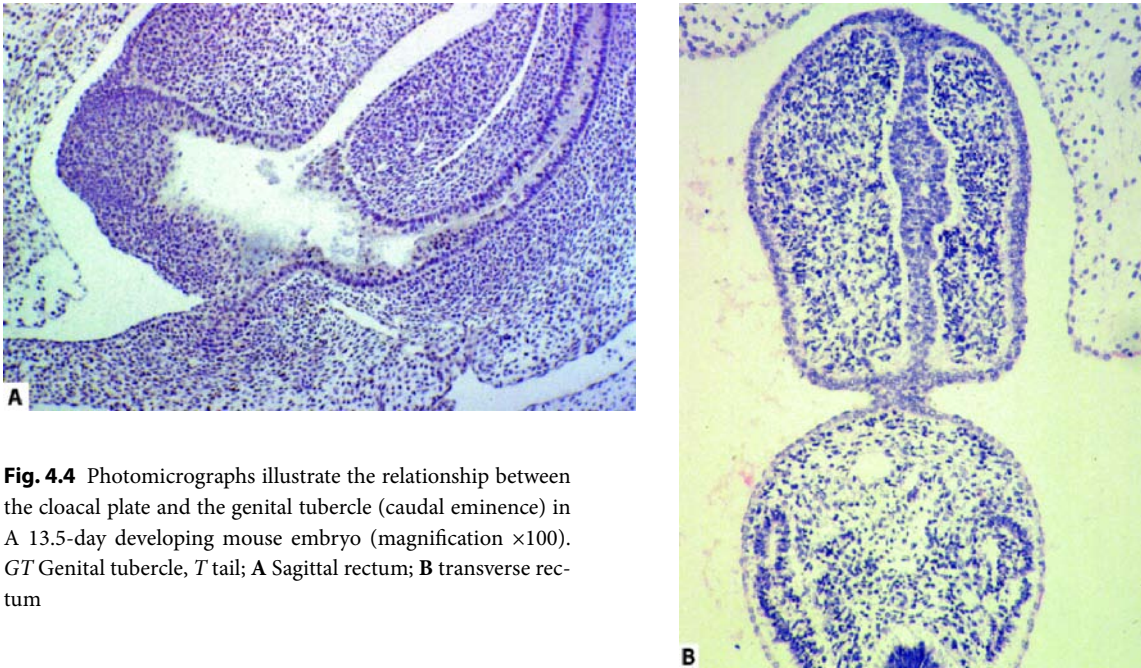 A
Fig. 4.4 Photomicrographs illustrate the relationship between
the cloacal plate and the genital tubercle (caudal eminence) in
A 13.5-day developing mouse embryo (magnification ×100).
GT Genital tubercle, T tail; A Sagittal rectum; B transverse rec-
tum
B